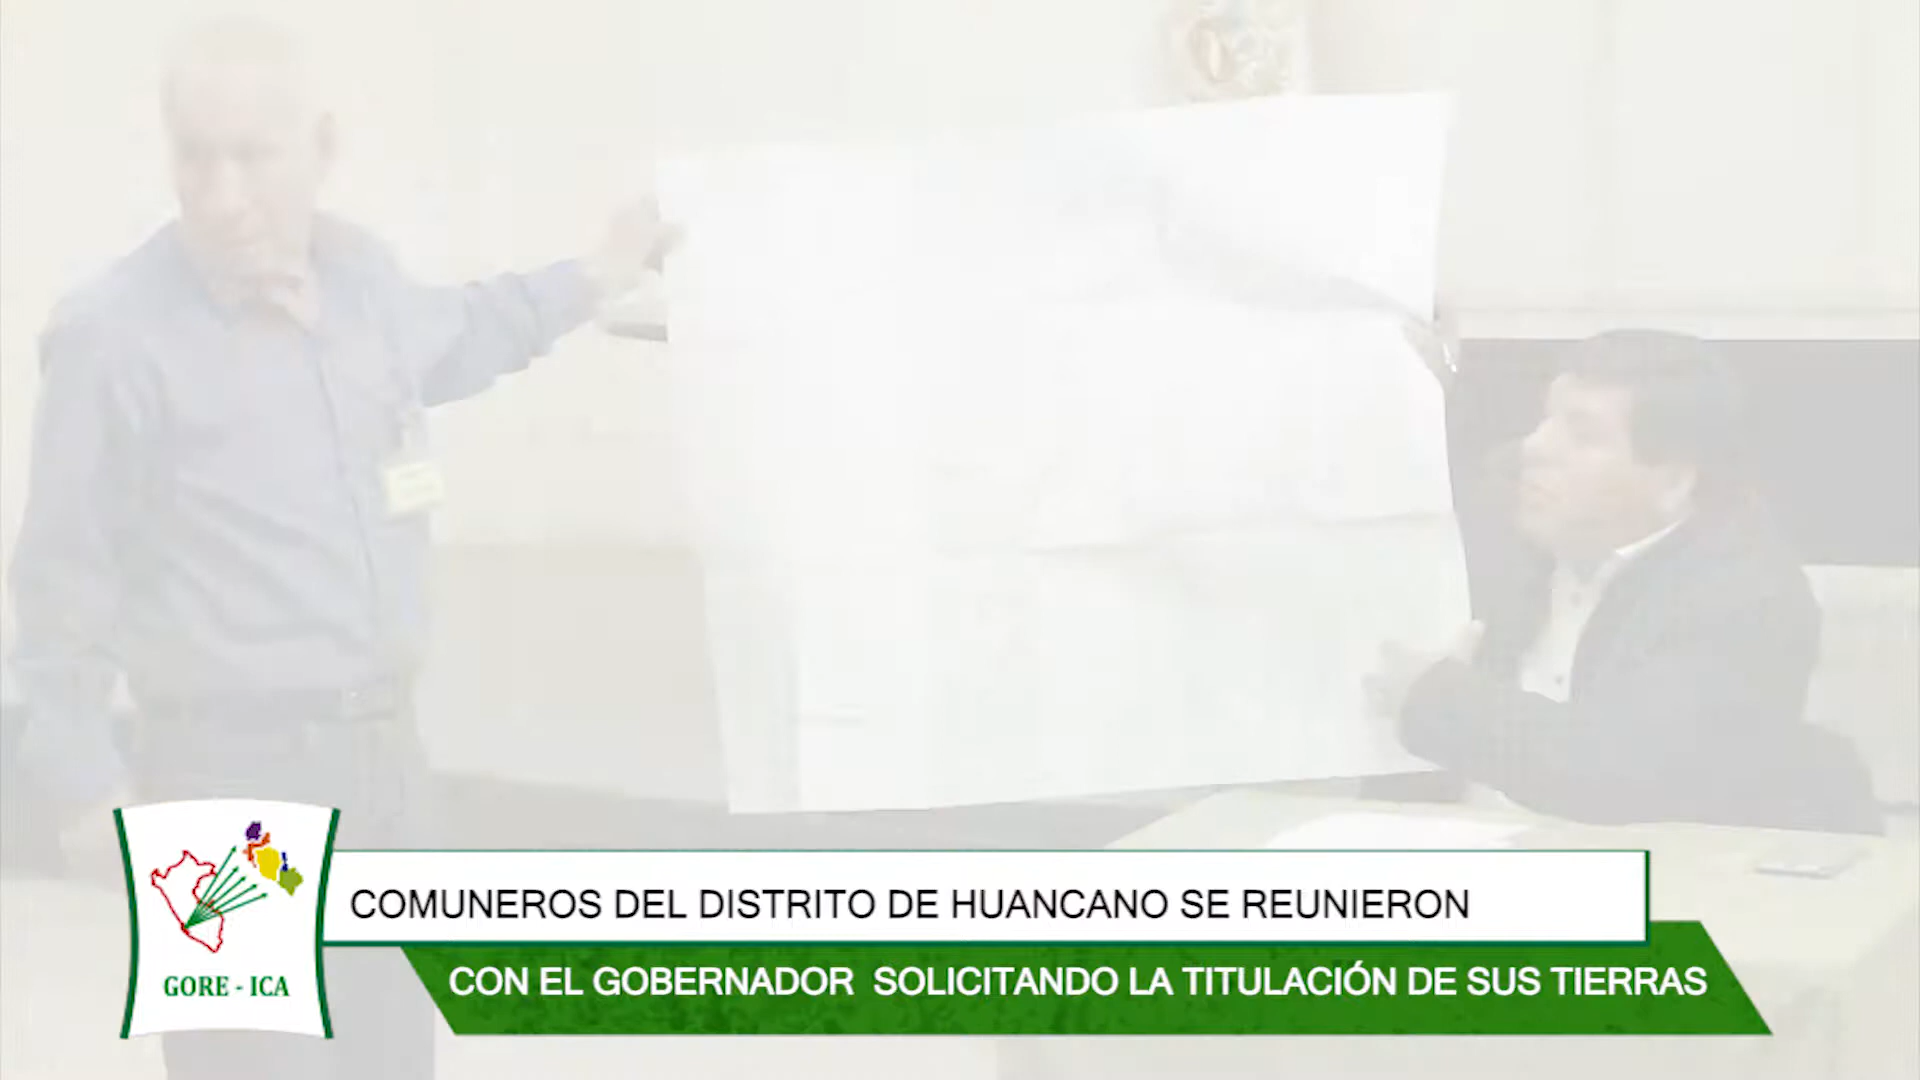 COMUNEROS DEL DISTRITO DE HUANCANO SE REUNIERON
CON EL GOBERNADOR SOLICITANDO LA TITULACIÓN DE SUS TIERRAS
GORE - ICA